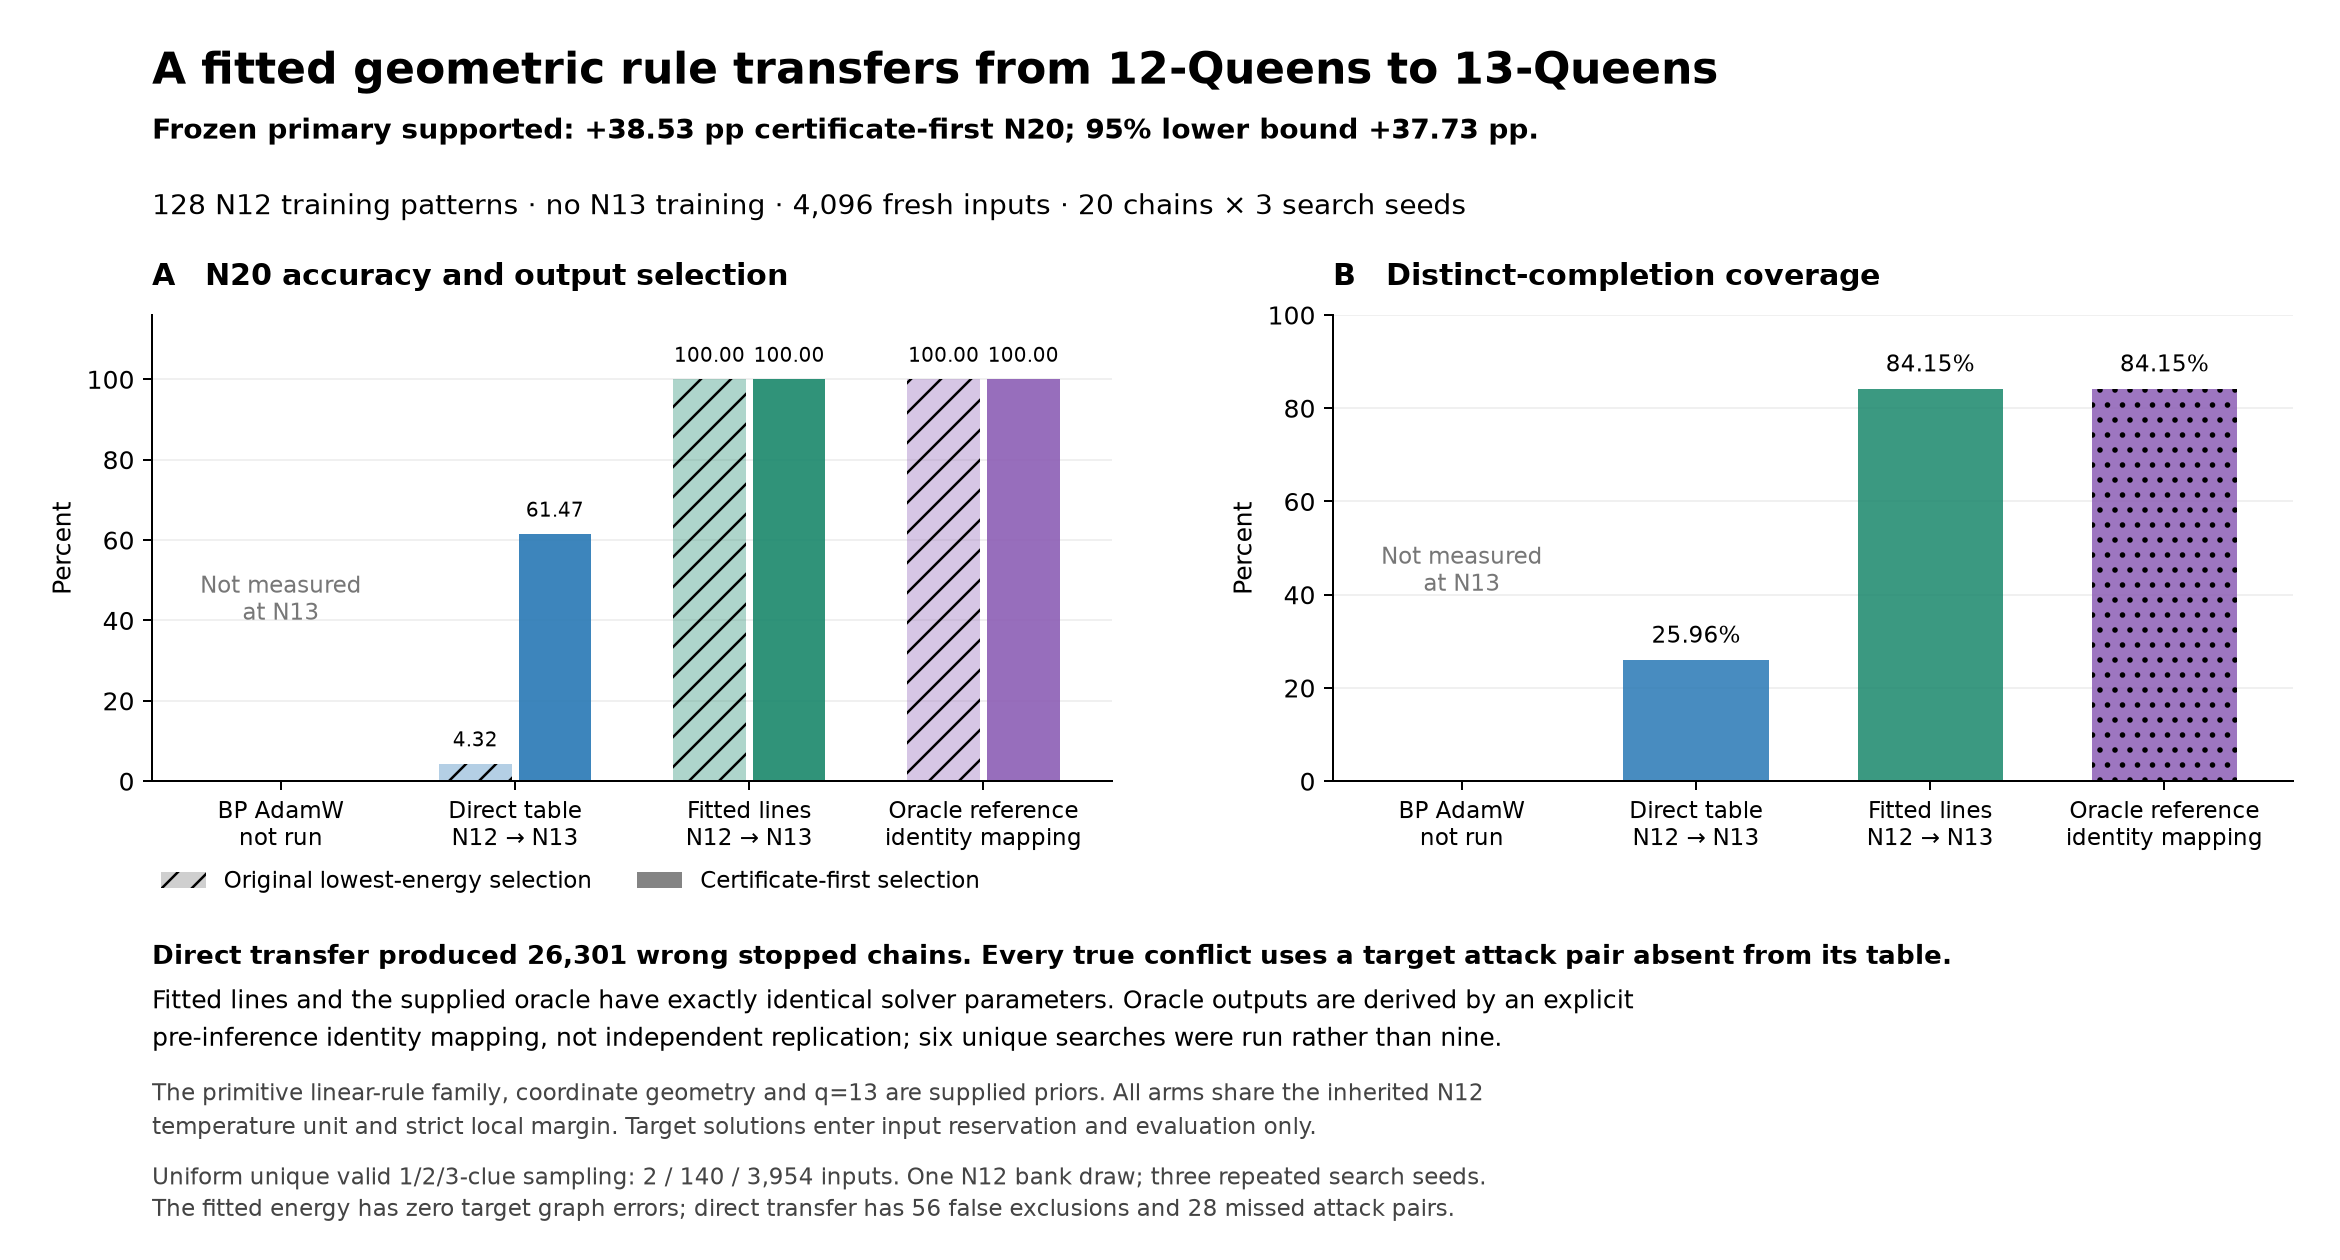 A fitted geometric rule transfers from 12-Queens to 13-Queens
Frozen primary supported: +38.53 pp certificate-first N20; 95% lower bound +37.73 pp.
128 N12 training patterns · no N13 training · 4,096 fresh inputs · 20 chains × 3 search seeds
A N20 accuracy and output selection
Percent
100
80
60
40
20
0
Not measured
at N13
4.32
61.47
100.00 100.00
100.00 100.00
BP AdamW
not run
Direct table
N12 → N13
Fitted lines
N12 → N13
Oracle reference
identity mapping
Original lowest-energy selection
Certificate-first selection
B Distinct-completion coverage
Percent
100
80
60
40
20
0
Not measured
at N13
25.96%
84.15%
84.15%
BP AdamW
not run
Direct table
N12 → N13
Fitted lines
N12 → N13
Oracle reference
identity mapping
Direct transfer produced 26,301 wrong stopped chains. Every true conflict uses a target attack pair absent from its table.
Fitted lines and the supplied oracle have exactly identical solver parameters. Oracle outputs are derived by an explicit
pre-inference identity mapping, not independent replication; six unique searches were run rather than nine.
The primitive linear-rule family, coordinate geometry and q=13 are supplied priors. All arms share the inherited N12
temperature unit and strict local margin. Target solutions enter input reservation and evaluation only.
Uniform unique valid 1/2/3-clue sampling: 2 / 140 / 3,954 inputs. One N12 bank draw; three repeated search seeds.
The fitted energy has zero target graph errors; direct transfer has 56 false exclusions and 28 missed attack pairs.